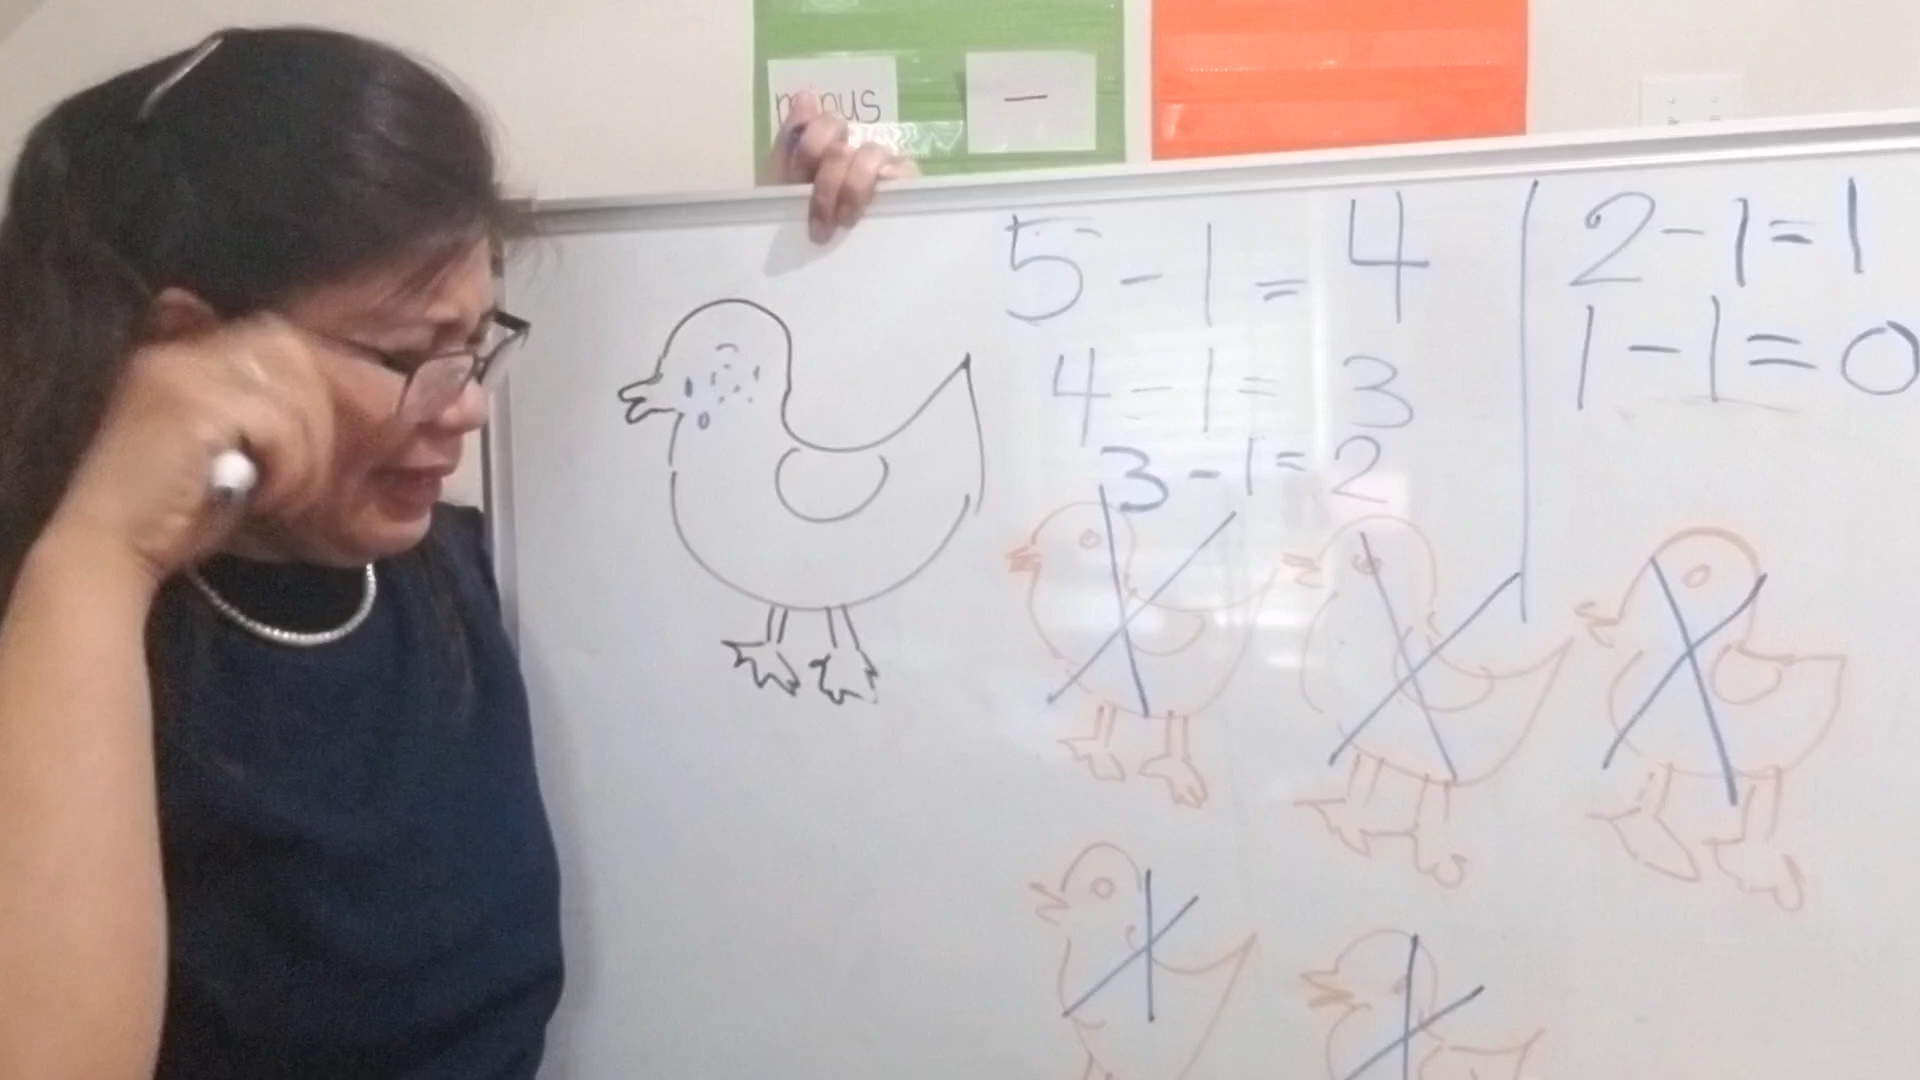 minus
—
5 - 1 = 4
4 - 1 = 3
3 - 1 = 2
2 - 1 = 1
1 - 1 = 0